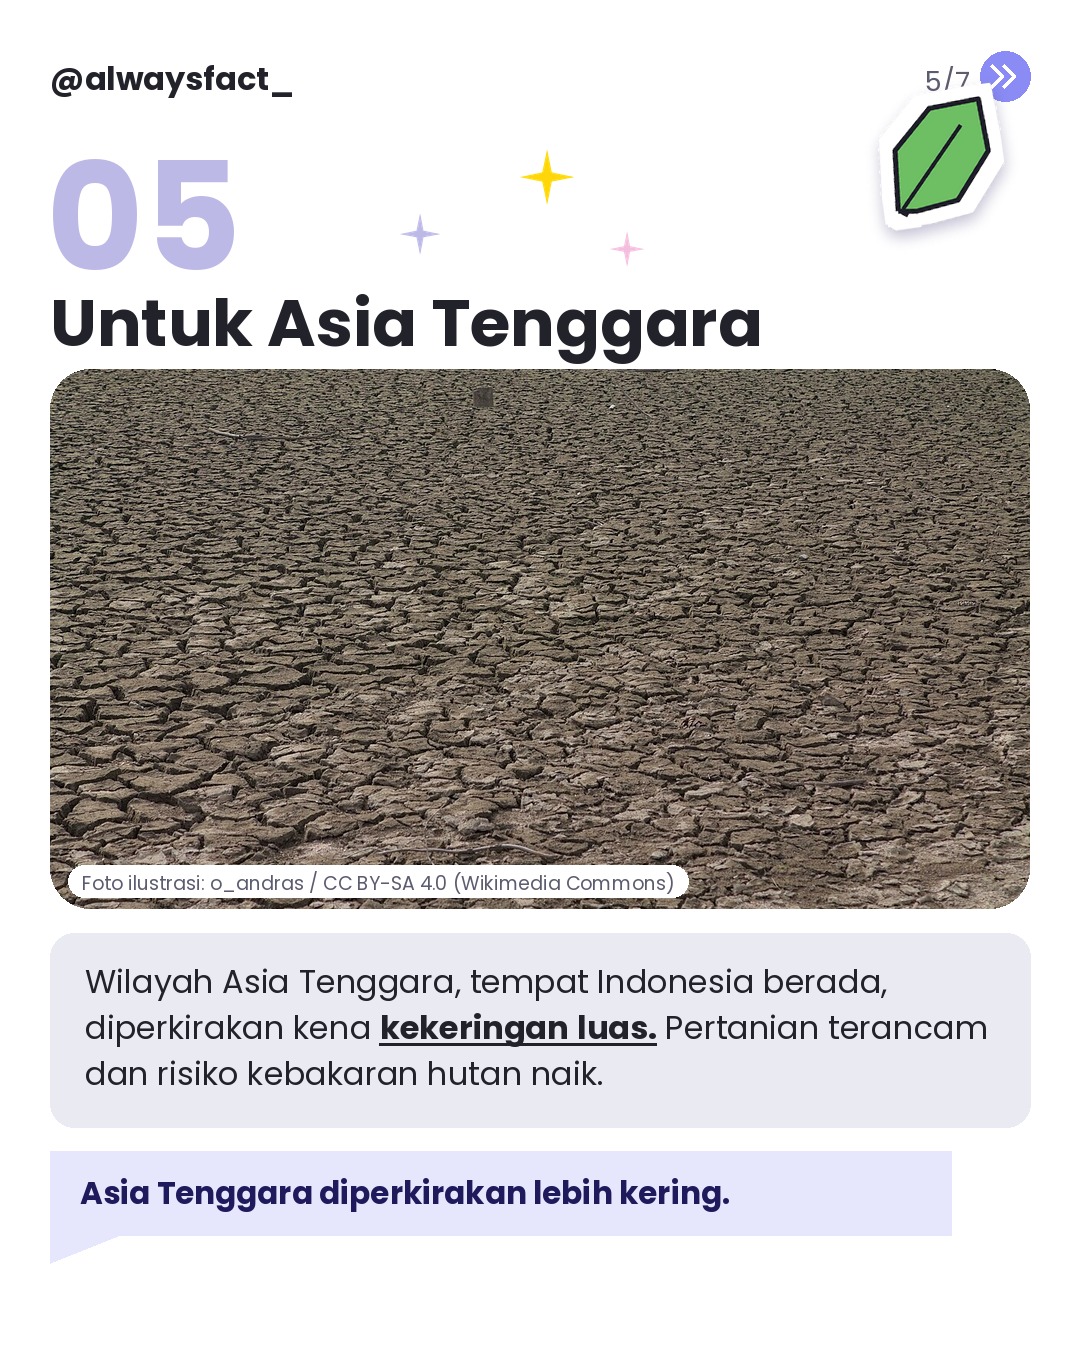 @alwaysfact_
5/7
05
Untuk Asia Tenggara
Foto ilustrasi: o_andras / CC BY-SA 4.0 (Wikimedia Commons)
Wilayah Asia Tenggara, tempat Indonesia berada,
diperkirakan kena kekeringan luas. Pertanian terancam
dan risiko kebakaran hutan naik.
Asia Tenggara diperkirakan lebih kering.